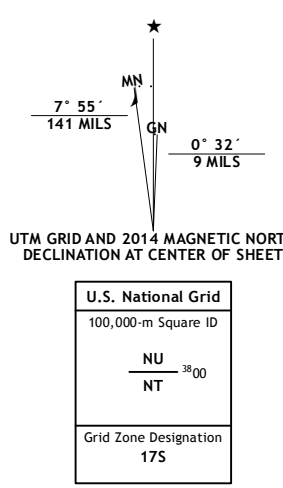 ★
MN
7° 55´
141 MILS
GN
0° 32´
9 MILS
UTM GRID AND 2014 MAGNETIC NORT
DECLINATION AT CENTER OF SHEET
U.S. National Grid
100,000-m Square ID
NU
3800
NT
Grid Zone Designation
17S